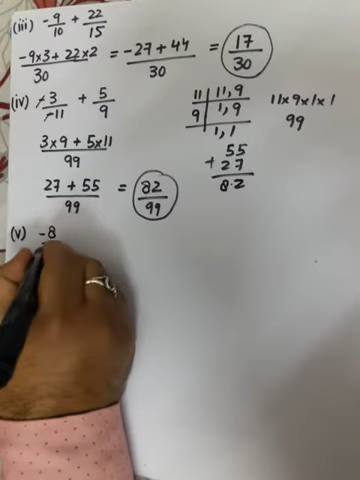 (iii) -9/10 + 22/15
-9x3+22x2/30 = -27+44/30 = 17/30
(iv) -3/-11 + 5/9
3x9+5x11/99
27+55/99 = 82/99
11 | 11,9
9 | 1,9
1,1
11x9x1x1
99
55
+27
8.2
(v) -8